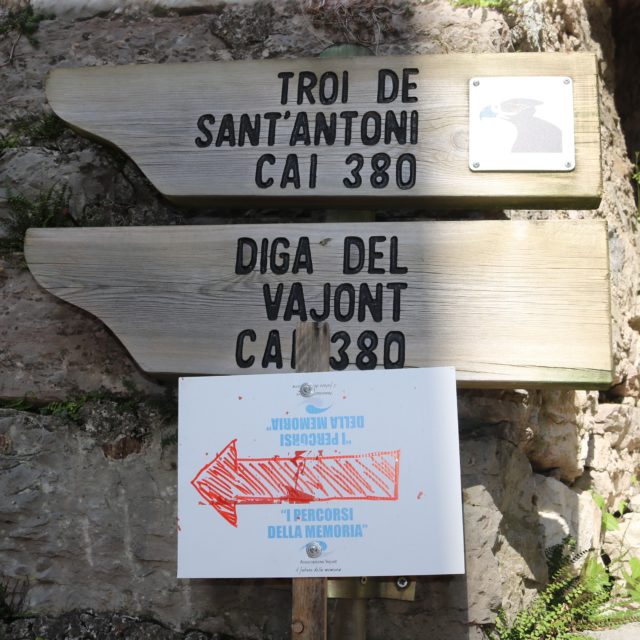 TROI DE
SANT'ANTONI
CAI 380
DIGA DEL
VAJONT
CAI 380
"I PERCORSI
DELLA MEMORIA"
"I PERCORSI
DELLA MEMORIA"